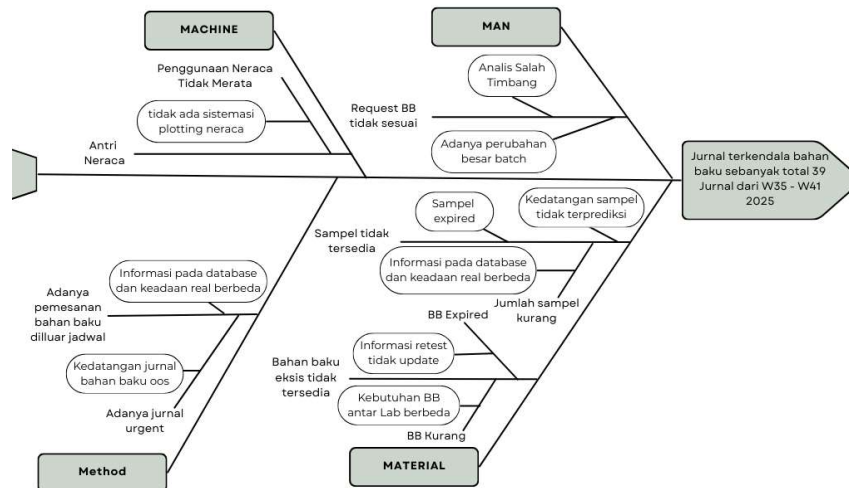 MACHINE
MAN
Penggunaan Neraca
Tidak Merata
tidak ada sistemasi
plotting neraca
Antri
Neraca
Analis Salah
Timbang
Request BB
tidak sesuai
Adanya perubahan
besar batch
Jurnal terkendala bahan
baku sebanyak total 39
Jurnal dari W35 - W41
2025
Sampel
expired
Kedatangan sampel
tidak terprediksi
Sampel tidak
tersedia
Informasi pada database
dan keadaan real berbeda
Jumlah sampel
kurang
Informasi pada database
dan keadaan real berbeda
Adanya
pemesanan
bahan baku
dilluar jadwal
Kedatangan jurnal
bahan baku oos
Adanya jurnal
urgent
BB Expired
Informasi retest
tidak update
Bahan baku
eksis tidak
tersedia
Kebutuhan BB
antar Lab berbeda
BB Kurang
Method
MATERIAL